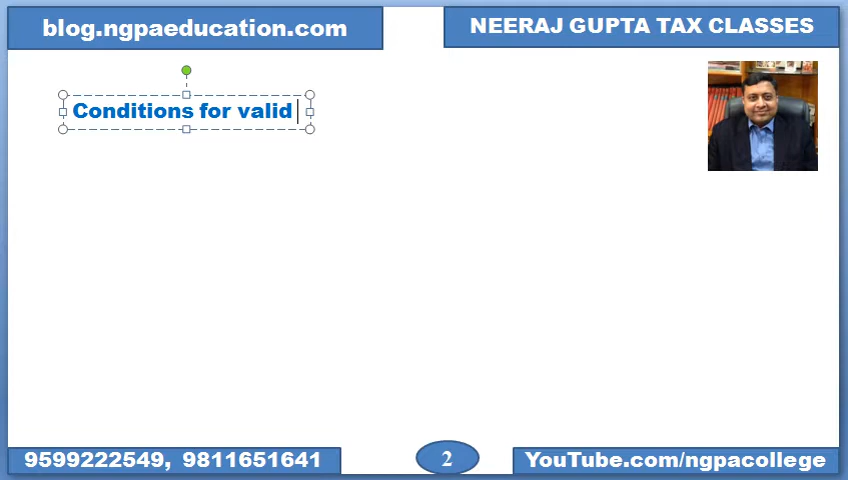 blog.ngpaeducation.com
NEERAJ GUPTA TAX CLASSES
Conditions for valid
9599222549, 9811651641
2
YouTube.com/ngpacollege